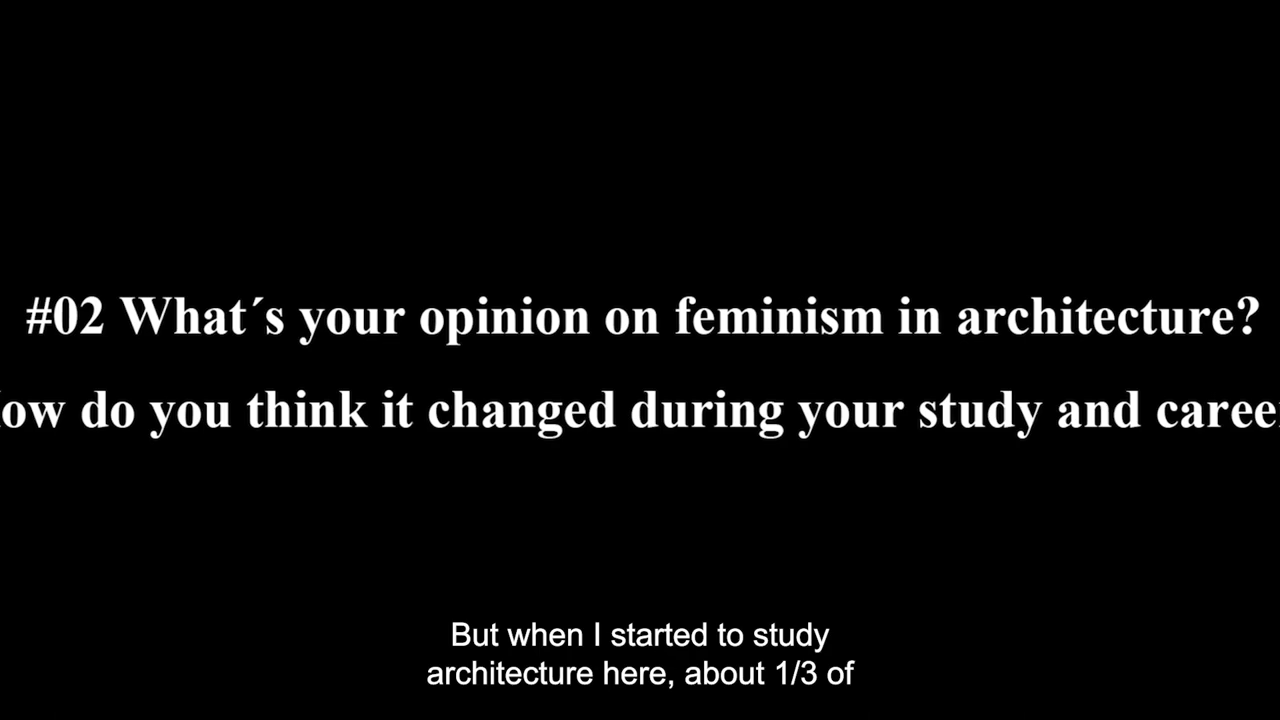 #02 What´s your opinion on feminism in architecture?
ow do you think it changed during your study and career
But when I started to study
architecture here, about 1/3 of